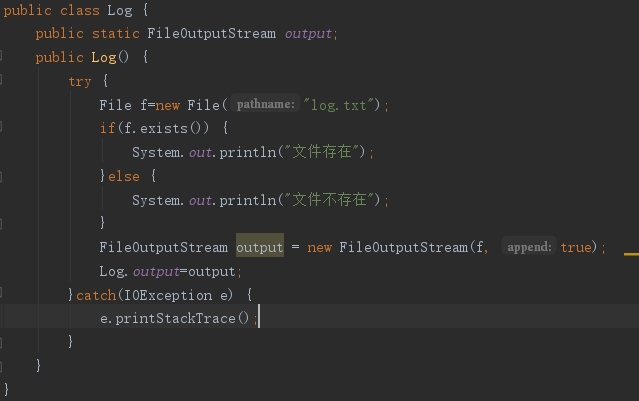 public class Log {
    public static FileOutputStream output;
    public Log() {
        try {
            File f=new File( pathname: "log.txt");
            if(f.exists()) {
                System.out.println("文件存在");
            }else {
                System.out.println("文件不存在");
            }
            FileOutputStream output = new FileOutputStream(f, append: true);
            Log.output=output;
        }catch(IOException e) {
            e.printStackTrace();
        }
    }
}